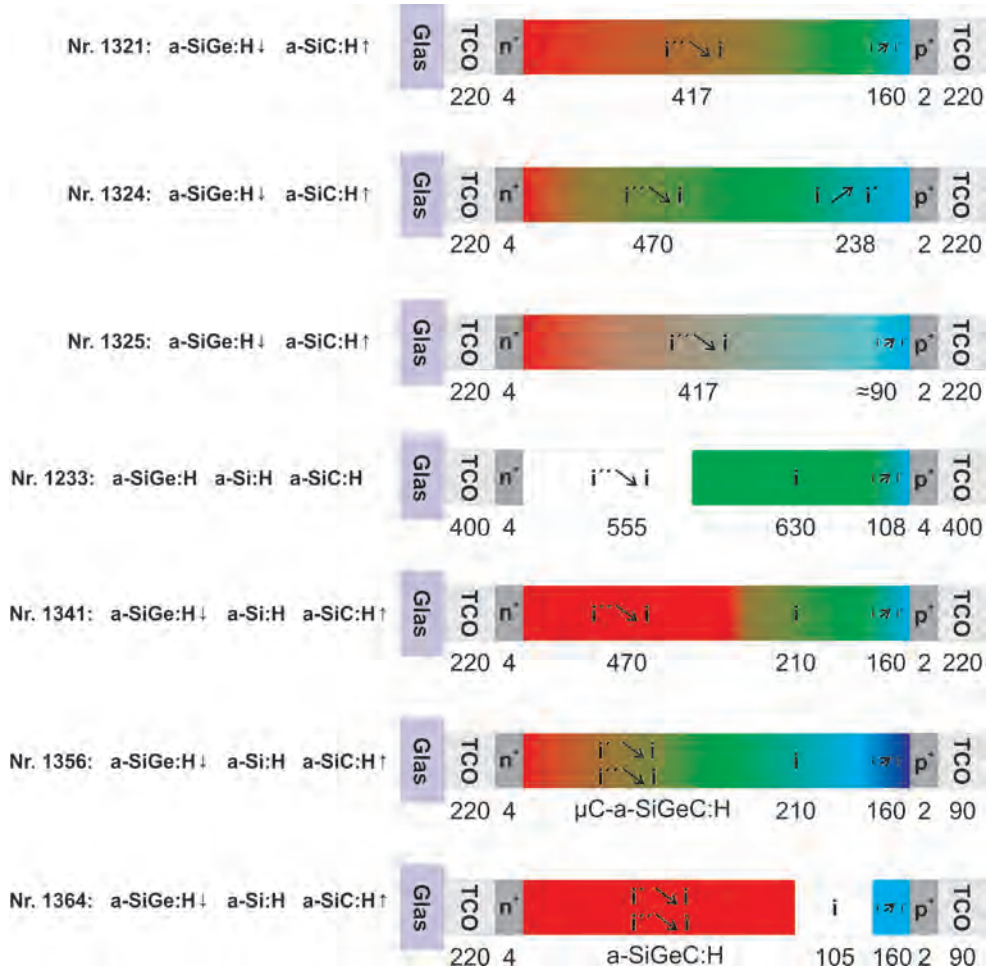 Nr. 1321: a-SiGe:H↓ a-SiC:H↑ Glas TCO n⁺ i´´↘i i↗i´ p⁺ TCO
220 4 417 160 2 220
Nr. 1324: a-SiGe:H↓ a-SiC:H↑ Glas TCO n⁺ i´´↘i i↗i´ p⁺ TCO
220 4 470 238 2 220
Nr. 1325: a-SiGe:H↓ a-SiC:H↑ Glas TCO n⁺ i´´↘i i↗i´ p⁺ TCO
220 4 417 ≈90 2 220
Nr. 1233: a-SiGe:H a-Si:H a-SiC:H Glas TCO n⁺ i´´↘i i i↗i´ p⁺ TCO
400 4 555 630 108 4 400
Nr. 1341: a-SiGe:H↓ a-Si:H a-SiC:H↑ Glas TCO n⁺ i´´↘i i i↗i´ p⁺ TCO
220 4 470 210 160 2 220
Nr. 1356: a-SiGe:H↓ a-Si:H a-SiC:H↑ Glas TCO n⁺ i´↘i i i↗i´ p⁺ TCO
i´´↘i
220 4 µC-a-SiGeC:H 210 160 2 90
Nr. 1364: a-SiGe:H↓ a-Si:H a-SiC:H↑ Glas TCO n⁺ i´↘i i i↗i´ p⁺ TCO
i´´↘i
220 4 a-SiGeC:H 105 160 2 90